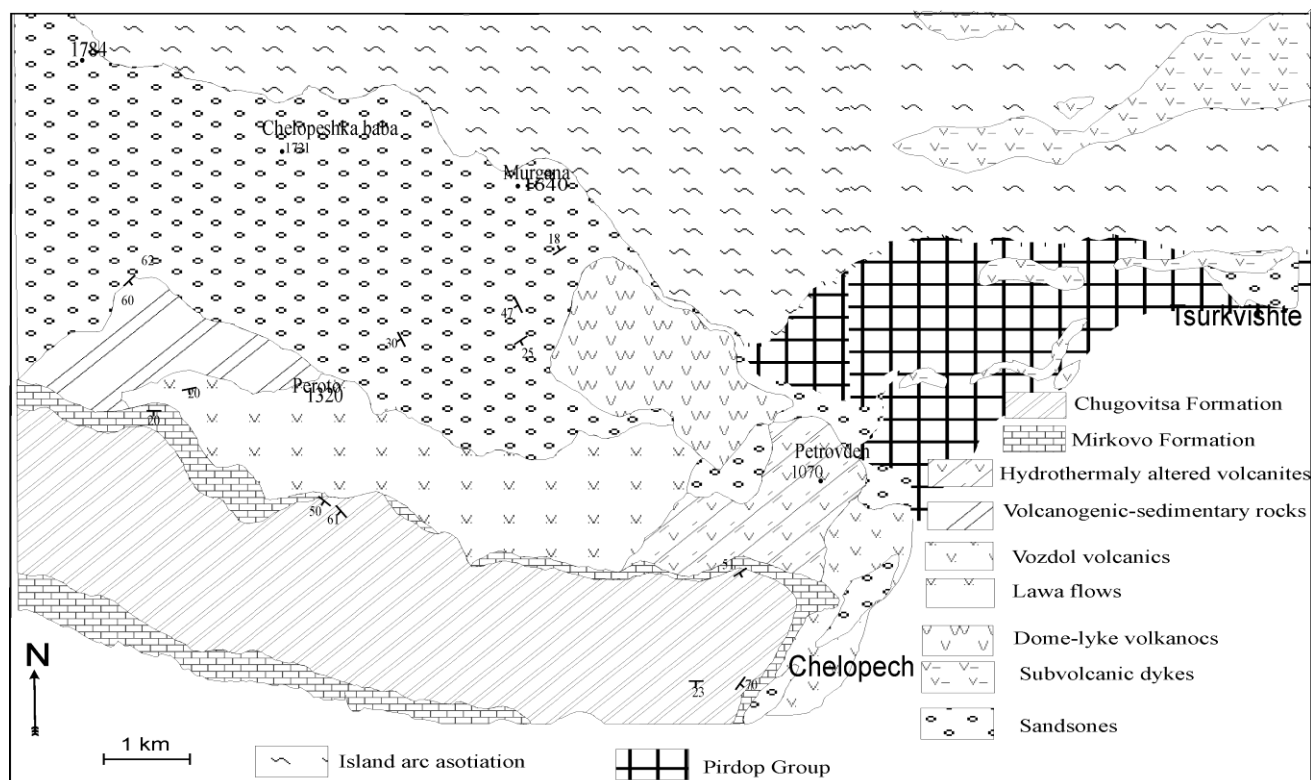 1784
Chelopeshka baba
1731
Murgana
1640
18
62
60
47
30
25
Tsurkvishte
Peroto
1320
20
20
Chugovitsa Formation
Mirkovo Formation
Petrovden
1070
Hydrothermaly altered volcanites
50
61
Volcanogenic-sedimentary rocks
Vozdol volcanics
51
Lawa flows
Dome-lyke volkanocs
Chelopech
Subvolcanic dykes
N
23
70
Sandsones
1 km
Island arc asotiation
Pirdop Group